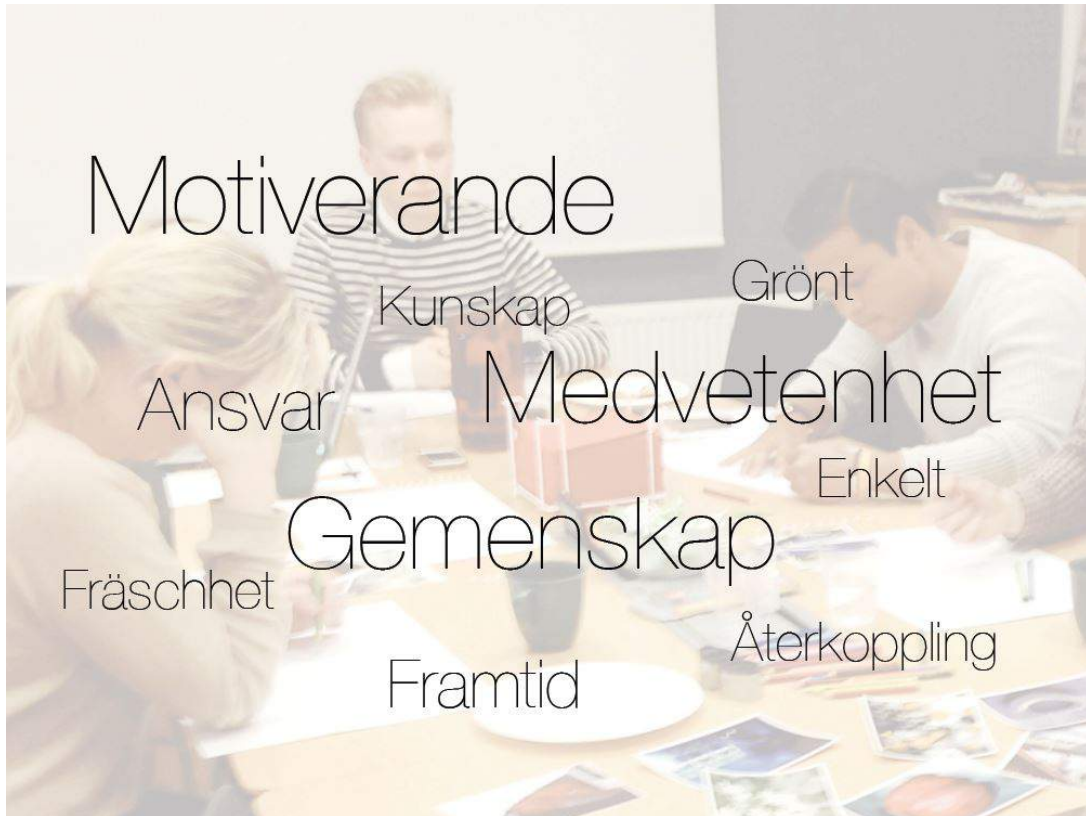 Motiverande
Grönt
Kunskap
Medvetenhet
Ansvar
Enkelt
Gemenskap
Fräschhet
Återkoppling
Framtid